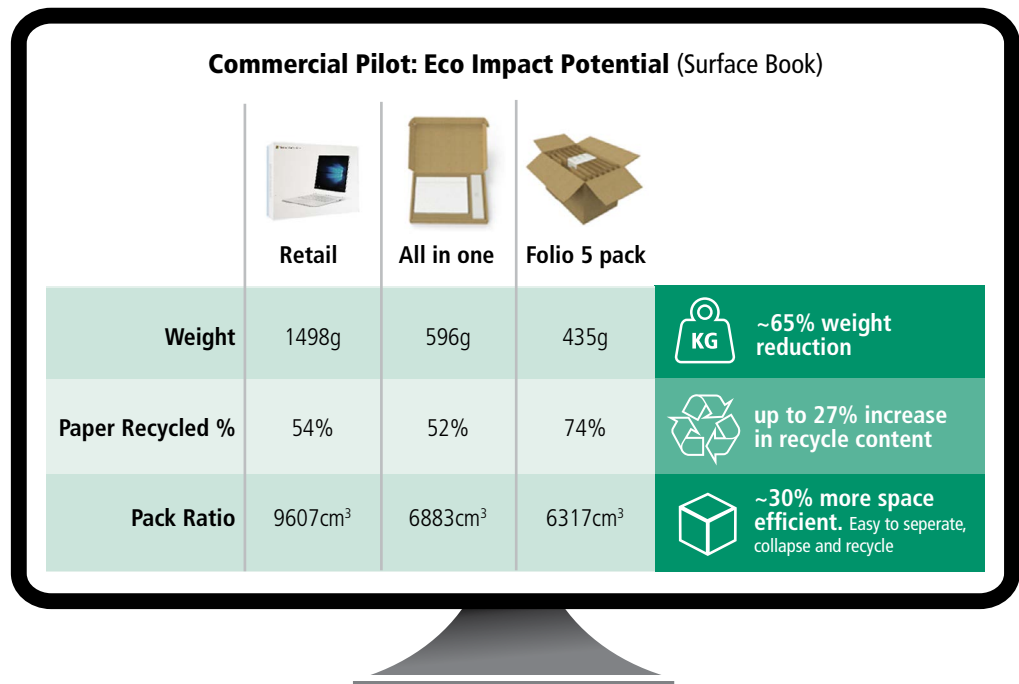 Commercial Pilot: Eco Impact Potential (Surface Book)
Retail
All in one
Folio 5 pack
Weight
1498g
596g
435g
KG
~65% weight
reduction
Paper Recycled %
54%
52%
74%
up to 27% increase
in recycle content
Pack Ratio
9607cm³
6883cm³
6317cm³
~30% more space
efficient. Easy to seperate,
collapse and recycle